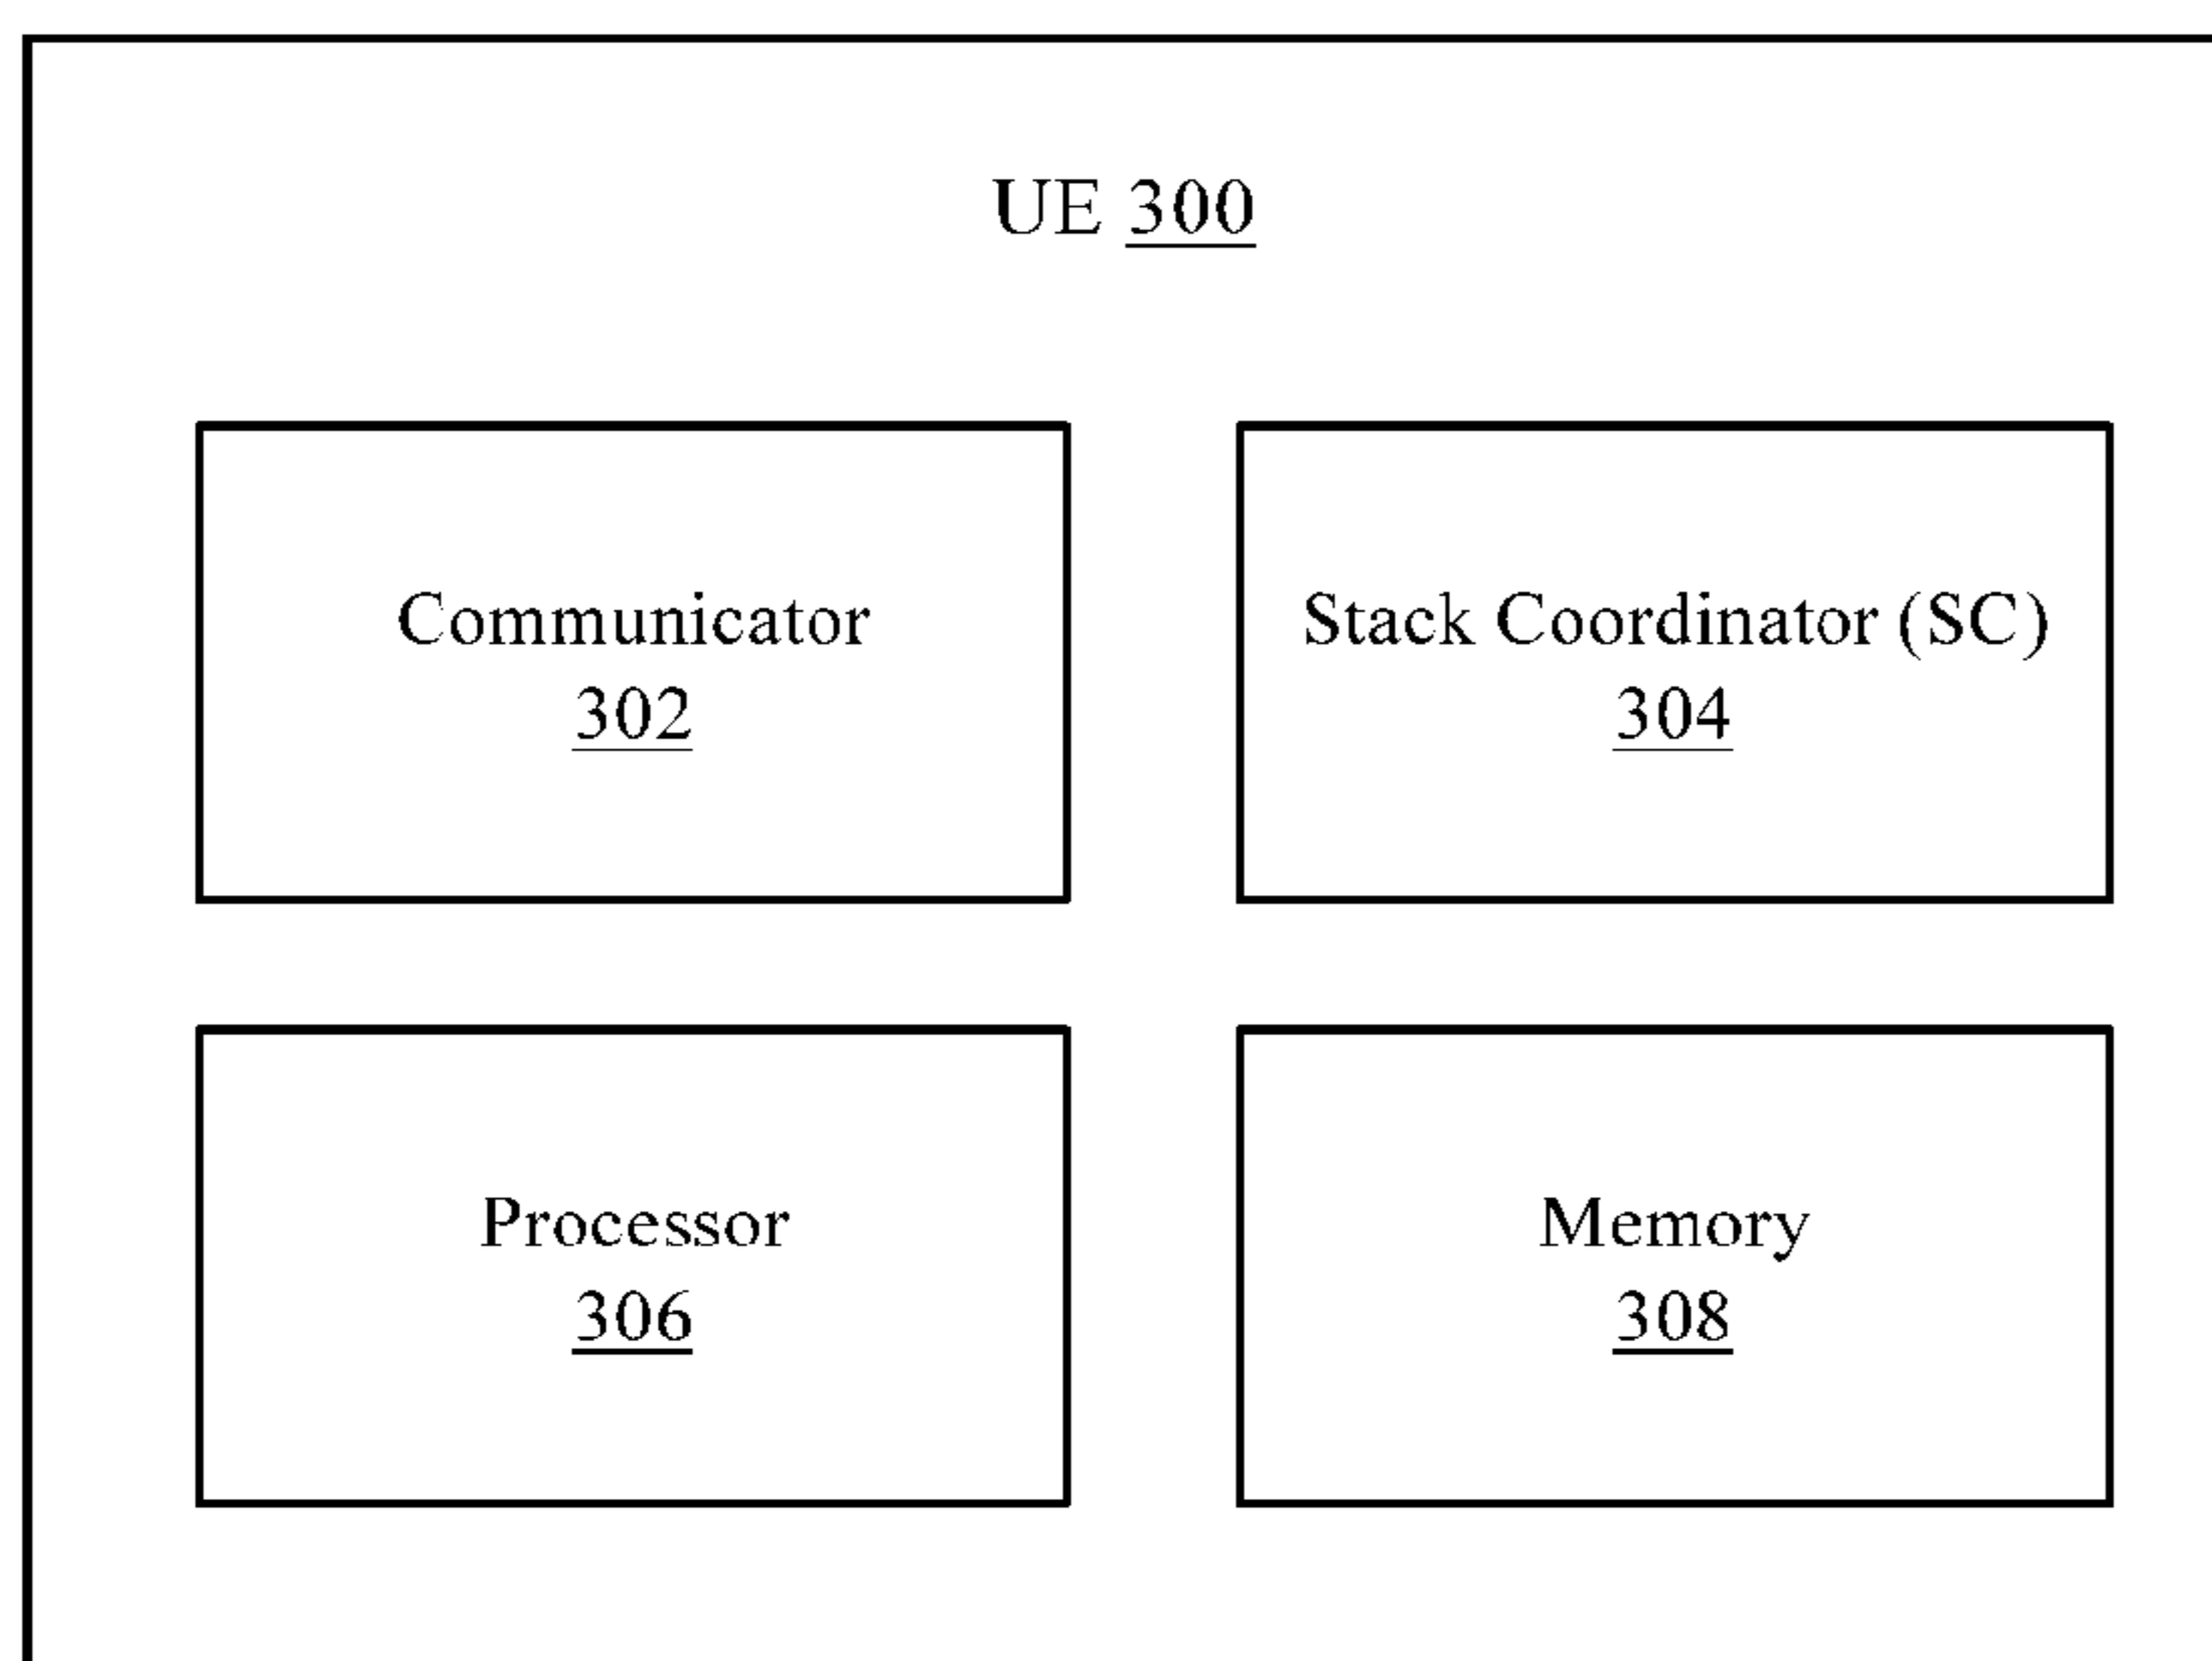 UE 300
Communicator
302
Stack Coordinator (SC)
304
Processor
306
Memory
308